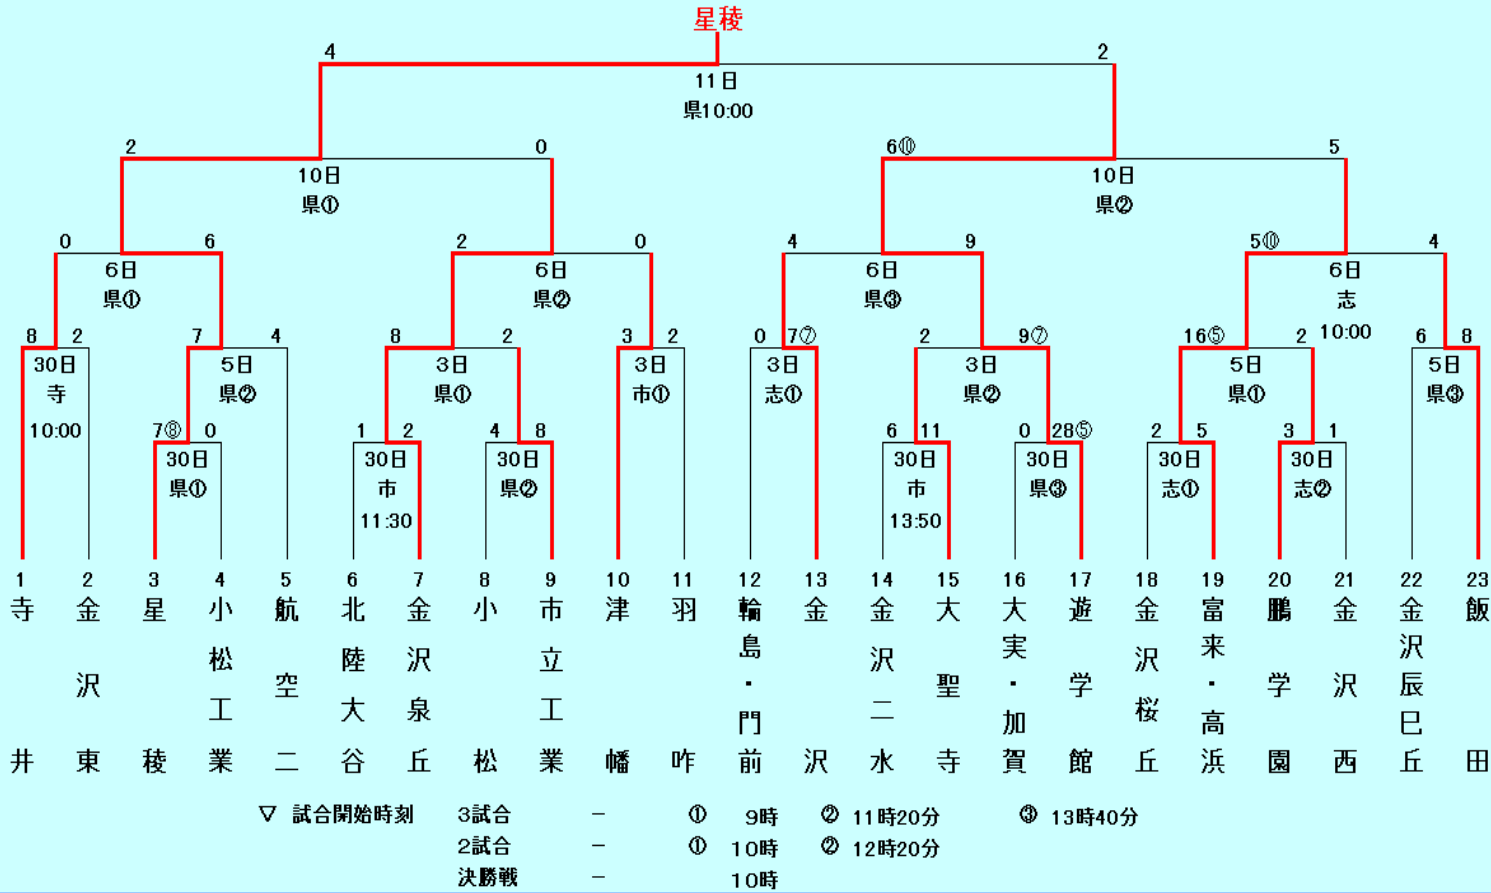 星稜
4 2
11日
県10:00
2 0 6⑩ 5
10日 10日
県① 県②
0 6 2 0 4 9 5⑩ 4
6日 6日 6日 6日
県① 県② 県③ 志
10:00
8 2 7 4 8 2 3 2 0 7⑦ 2 9⑦ 16⑤ 2 6 8
30日 5日 3日 3日 3日 3日 5日 5日
寺 県② 県① 市① 志① 県② 県① 県③
10:00
7⑧ 0 1 2 4 8 6 11 0 28⑤ 2 5 3 1
30日 30日 30日 30日 30日 30日 30日
県① 市 県② 市 県③ 志① 志②
11:30 13:50
1 2 3 4 5 6 7 8 9 10 11 12 13 14 15 16 17 18 19 20 21 22 23
寺井
金沢東
星稜
小松工業
航空二
北陸大谷
金沢泉丘
小松
市立工業
津幡
羽咋
輪島・門前
金沢
金沢二水
大聖寺
大実・加賀
遊学館
金沢桜丘
富来・高浜
鵬学園
金沢西
金沢辰巳丘
飯田
▽ 試合開始時刻 3試合 － ① 9時 ② 11時20分 ③ 13時40分
2試合 － ① 10時 ② 12時20分
決勝戦 － 10時